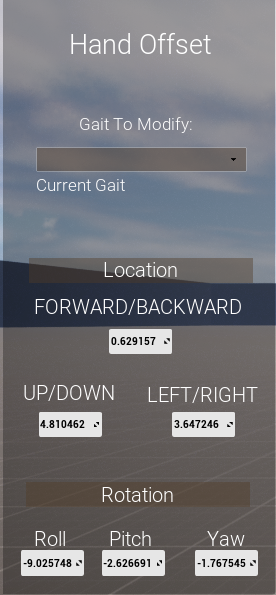 Hand Offset
Gait To Modify:
Current Gait
Location
FORWARD/BACKWARD
0.629157
UP/DOWN LEFT/RIGHT
4.810462 3.647246
Rotation
Roll Pitch Yaw
-9.025748 -2.626691 -1.767545